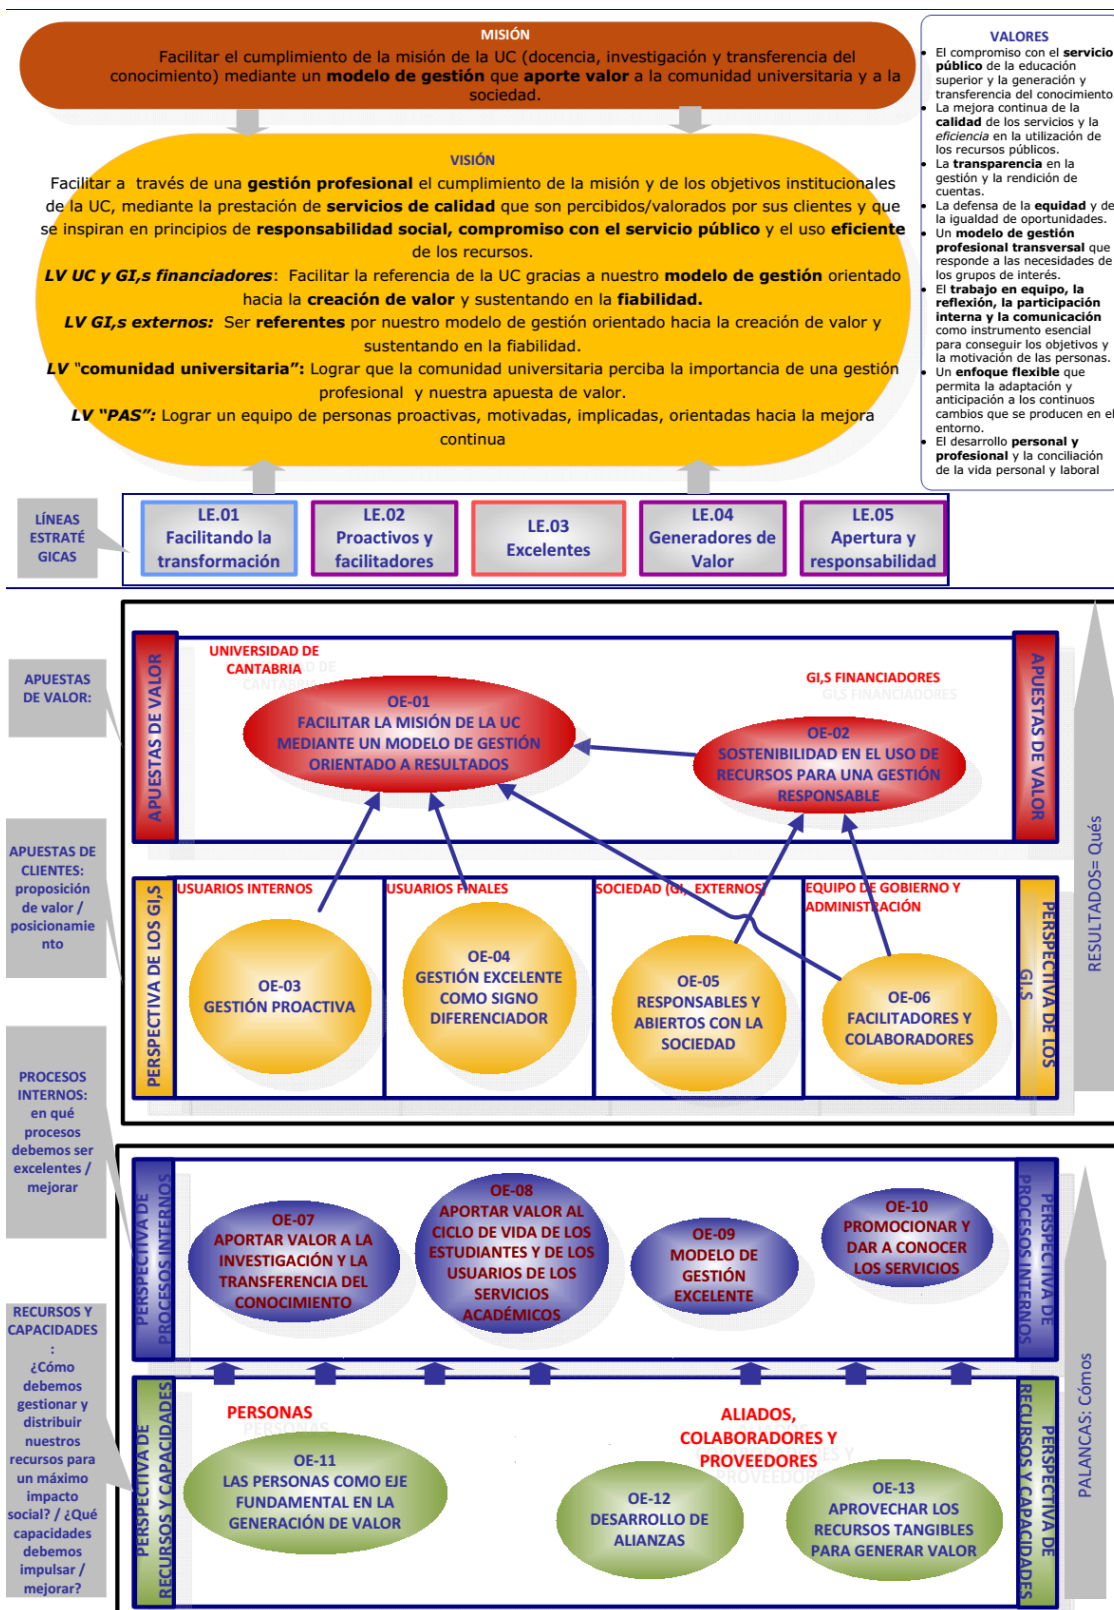 MISIÓN
Facilitar el cumplimiento de la misión de la UC (docencia, investigación y transferencia del
conocimiento) mediante un modelo de gestión que aporte valor a la comunidad universitaria y a la
sociedad.
VISIÓN
Facilitar a través de una gestión profesional el cumplimiento de la misión y de los objetivos institucionales
de la UC, mediante la prestación de servicios de calidad que son percibidos/valorados por sus clientes y que
se inspiran en principios de responsabilidad social, compromiso con el servicio público y el uso eficiente
de los recursos.
LV UC y GI,s financiadores: Facilitar la referencia de la UC gracias a nuestro modelo de gestión orientado
hacia la creación de valor y sustentando en la fiabilidad.
LV GI,s externos: Ser referentes por nuestro modelo de gestión orientado hacia la creación de valor y
sustentando en la fiabilidad.
LV "comunidad universitaria": Lograr que la comunidad universitaria perciba la importancia de una gestión
profesional y nuestra apuesta de valor.
LV "PAS": Lograr un equipo de personas proactivas, motivadas, implicadas, orientadas hacia la mejora
continua
VALORES
• El compromiso con el servicio
público de la educación
superior y la generación y
transferencia del conocimiento
• La mejora continua de la
calidad de los servicios y la
eficiencia en la utilización de
los recursos públicos.
• La transparencia en la
gestión y la rendición de
cuentas.
• La defensa de la equidad y de
la igualdad de oportunidades.
• Un modelo de gestión
profesional transversal que
responde a las necesidades de
los grupos de interés.
• El trabajo en equipo, la
reflexión, la participación
interna y la comunicación
como instrumento esencial
para conseguir los objetivos y
la motivación de las personas.
• Un enfoque flexible que
permita la adaptación y
anticipación a los continuos
cambios que se producen en el
entorno.
• El desarrollo personal y
profesional y la conciliación
de la vida personal y laboral
LÍNEAS
ESTRATÉ
GICAS
LE.01
Facilitando la
transformación
LE.02
Proactivos y
facilitadores
LE.03
Excelentes
LE.04
Generadores de
Valor
LE.05
Apertura y
responsabilidad
APUESTAS
DE VALOR:
APUESTAS DE VALOR
UNIVERSIDAD DE
CANTABRIA
OE-01
FACILITAR LA MISIÓN DE LA UC
MEDIANTE UN MODELO DE GESTIÓN
ORIENTADO A RESULTADOS
GI,S FINANCIADORES
OE-02
SOSTENIBILIDAD EN EL USO DE
RECURSOS PARA UNA GESTIÓN
RESPONSABLE
APUESTAS DE VALOR
RESULTADOS= Qués
APUESTAS DE
CLIENTES:
proposición
de valor /
posicionamie
nto
PERSPECTIVA DE LOS GI,S
USUARIOS INTERNOS
OE-03
GESTIÓN PROACTIVA
USUARIOS FINALES
OE-04
GESTIÓN EXCELENTE
COMO SIGNO
DIFERENCIADOR
SOCIEDAD (GI, EXTERNOS)
OE-05
RESPONSABLES Y
ABIERTOS CON LA
SOCIEDAD
EQUIPO DE GOBIERNO Y
ADMINISTRACIÓN
OE-06
FACILITADORES Y
COLABORADORES
PERSPECTIVA DE LOS
GI,S
PROCESOS
INTERNOS:
en qué
procesos
debemos ser
excelentes /
mejorar
PERSPECTIVA DE
PROCESOS INTERNOS
OE-07
APORTAR VALOR A LA
INVESTIGACIÓN Y LA
TRANSFERENCIA DEL
CONOCIMIENTO
OE-08
APORTAR VALOR AL
CICLO DE VIDA DE LOS
ESTUDIANTES Y DE LOS
USUARIOS DE LOS
SERVICIOS
ACADÉMICOS
OE-09
MODELO DE
GESTIÓN
EXCELENTE
OE-10
PROMOCIONAR Y
DAR A CONOCER
LOS SERVICIOS
PERSPECTIVA DE
PROCESOS INTERNOS
PALANCAS: Cómos
RECURSOS Y
CAPACIDADES
:
¿Cómo
debemos
gestionar y
distribuir
nuestros
recursos para
un máximo
impacto
social? / ¿Qué
capacidades
debemos
impulsar /
mejorar?
PERSPECTIVA DE
RECURSOS Y CAPACIDADES
PERSONAS
OE-11
LAS PERSONAS COMO EJE
FUNDAMENTAL EN LA
GENERACIÓN DE VALOR
ALIADOS,
COLABORADORES Y
PROVEEDORES
OE-12
DESARROLLO DE
ALIANZAS
OE-13
APROVECHAR LOS
RECURSOS TANGIBLES
PARA GENERAR VALOR
PERSPECTIVA DE
RECURSOS Y CAPACIDADES